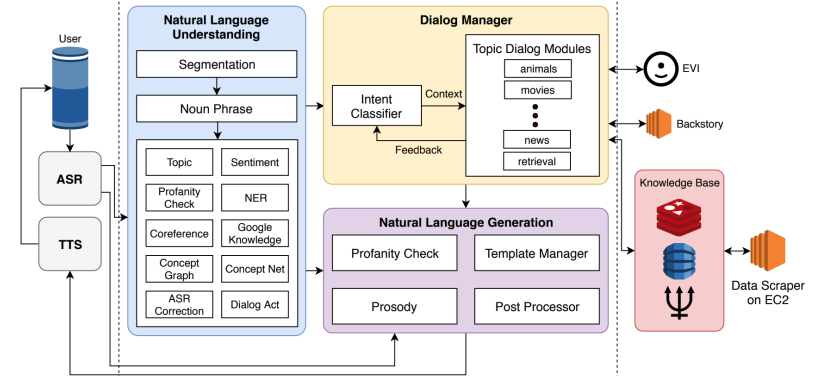 User
ASR
TTS
Natural Language
Understanding
Segmentation
Noun Phrase
Topic
Sentiment
Profanity
Check
NER
Coreference
Google
Knowledge
Concept
Graph
Concept Net
ASR
Correction
Dialog Act
Dialog Manager
Intent
Classifier
Context
Feedback
Topic Dialog Modules
animals
movies
news
retrieval
Natural Language Generation
Profanity Check
Template Manager
Prosody
Post Processor
EVI
Backstory
Knowledge Base
Data Scraper
on EC2